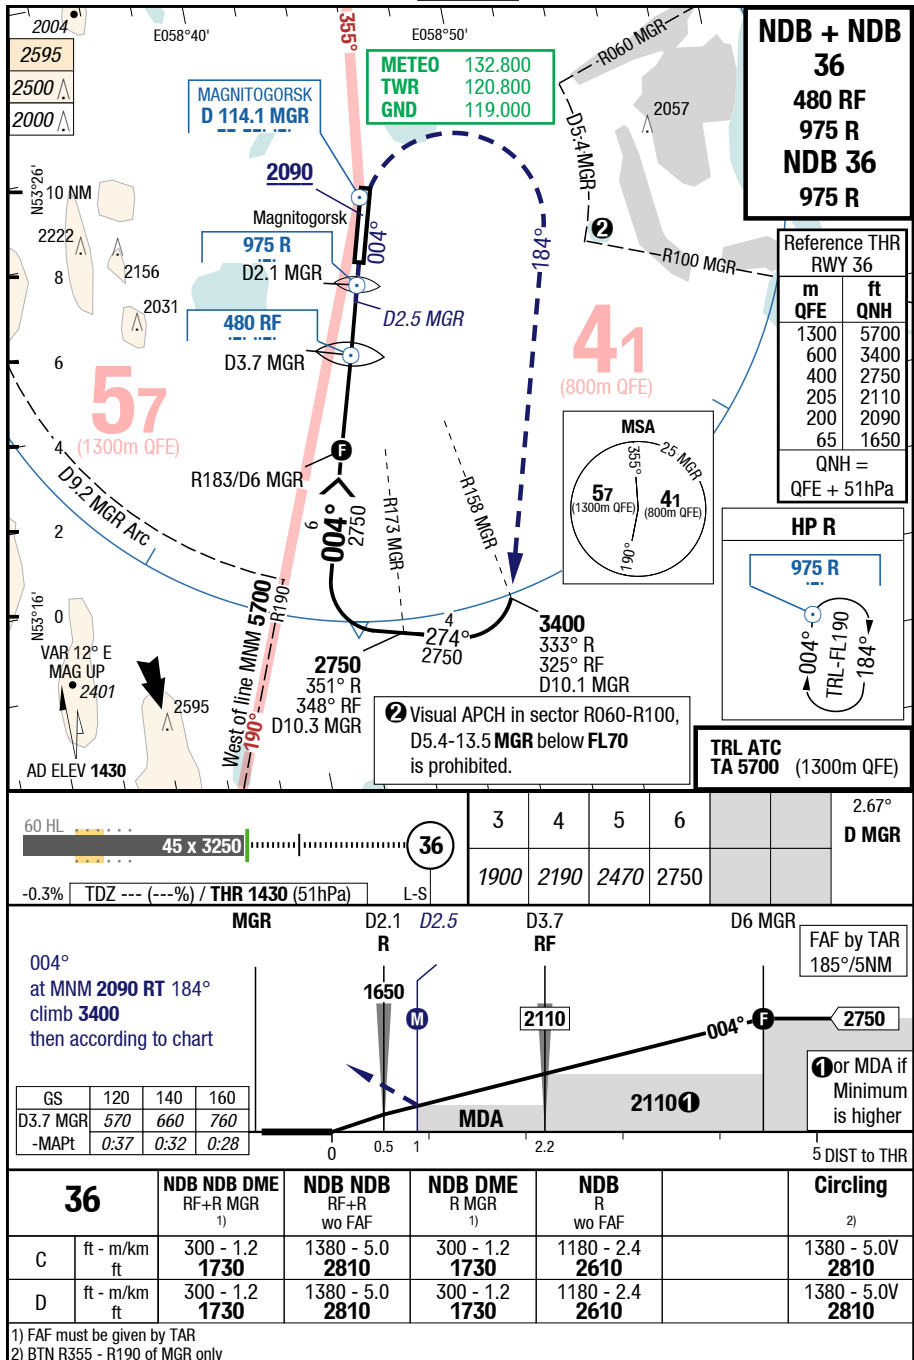 2004
2595
2500
2000
E058°40'
355°
E058°50'
METEO 132.800
TWR 120.800
GND 119.000
R060 MGR
D5.4 MGR
2057
R100 MGR
2
NDB + NDB
36
480 RF
975 R
NDB 36
975 R
MAGNITOGORSK
D 114.1 MGR
2090
Magnitogorsk
004°
184°
N53°26'
10 NM
8
6
4
2
0
N53°16'
2222
2156
2031
975 R
D2.1 MGR
D2.5 MGR
480 RF
D3.7 MGR
57
(1300m QFE)
41
(800m QFE)
Reference THR
RWY 36
m ft
QFE QNH
1300 5700
600 3400
400 2750
205 2110
200 2090
65 1650
QNH =
QFE + 51hPa
F
R183/D6 MGR
D9.2 MGR Arc
9
004°
2750
R173 MGR
R158 MGR
MSA
355°
25 MGR
57
(1300m QFE)
41
(800m QFE)
190°
HP R
975 R
004°
TRL-FL190
184°
West of line MNM 5700
R190
190°
4
274°
2750
3400
333° R
325° RF
D10.1 MGR
2750
351° R
348° RF
D10.3 MGR
VAR 12° E
MAG UP
2401
2595
AD ELEV 1430
2 Visual APCH in sector R060-R100,
D5.4-13.5 MGR below FL70
is prohibited.
TRL ATC
TA 5700 (1300m QFE)
60 HL
45 x 3250
36
-0.3% TDZ --- (---%) / THR 1430 (51hPa) L-S
3 4 5 6
1900 2190 2470 2750
2.67°
D MGR
MGR D2.1 D2.5 D3.7 D6 MGR
R RF
FAF by TAR
185°/5NM
004°
at MNM 2090 RT 184°
climb 3400
then according to chart
1650
M
2110
004°
F
2750
MDA
2110 1
1 or MDA if
Minimum
is higher
GS 120 140 160
D3.7 MGR 570 660 760
-MAPt 0:37 0:32 0:28
0 0.5 1 2.2 5 DIST to THR
36 NDB NDB DME NDB NDB NDB DME NDB Circling
RF+R MGR RF+R R MGR R
1) wo FAF 1) wo FAF 2)
C ft - m/km 300 - 1.2 1380 - 5.0 300 - 1.2 1180 - 2.4 1380 - 5.0V
ft 1730 2810 1730 2610 2810
D ft - m/km 300 - 1.2 1380 - 5.0 300 - 1.2 1180 - 2.4 1380 - 5.0V
ft 1730 2810 1730 2610 2810
1) FAF must be given by TAR
2) BTN R355 - R190 of MGR only